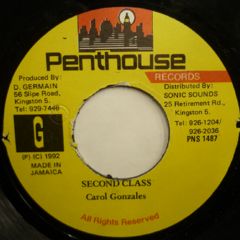 Penthouse
RECORDS
Produced By:
D. GERMAIN
56 Slipe Road,
Kingston 5.
Tel: 929-7446
Distributed By:
SONIC SOUNDS
25 Retirement Rd.,
Kingston 5.
Tel: 926-1204/
926-2036
PNS 1487
G
(P) (C) 1992
MADE IN
JAMAICA
SECOND CLASS
Carol Gonzales
All Rights Reserved